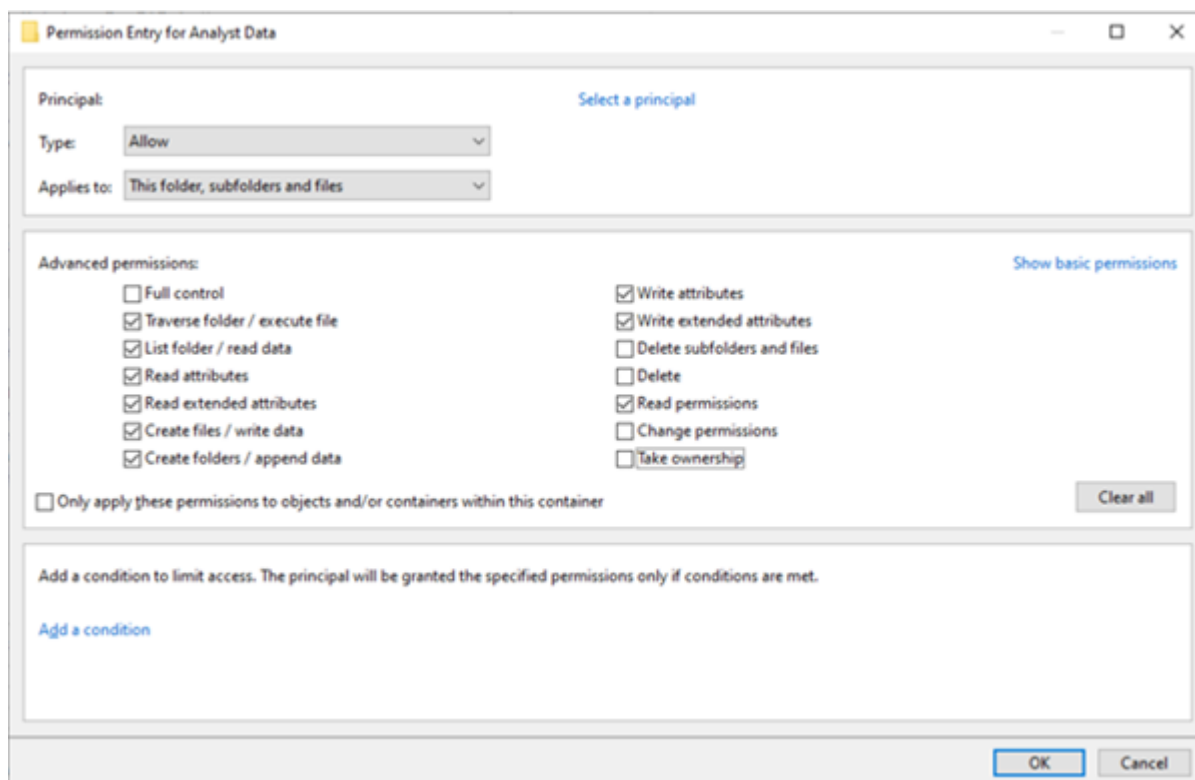 Permission Entry for Analyst Data
Principal: Select a principal
Type: Allow
Applies to: This folder, subfolders and files
Advanced permissions: Show basic permissions
Full control Write attributes
Traverse folder / execute file Write extended attributes
List folder / read data Delete subfolders and files
Read attributes Delete
Read extended attributes Read permissions
Create files / write data Change permissions
Create folders / append data Take ownership
Only apply these permissions to objects and/or containers within this container Clear all
Add a condition to limit access. The principal will be granted the specified permissions only if conditions are met.
Add a condition
OK Cancel